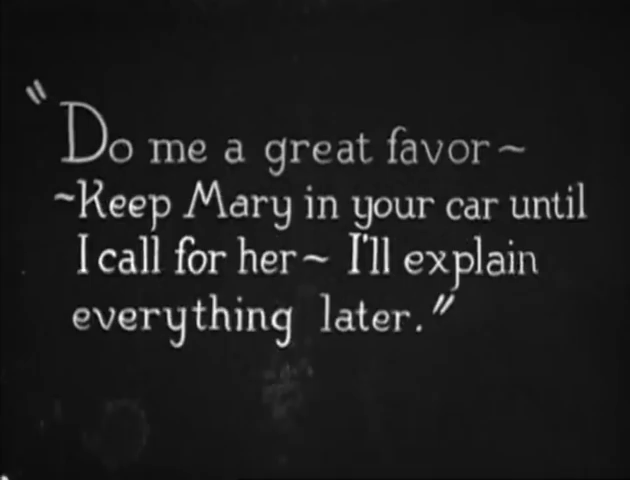 "Do me a great favor~
~Keep Mary in your car until
I call for her~ I'll explain
everything later."